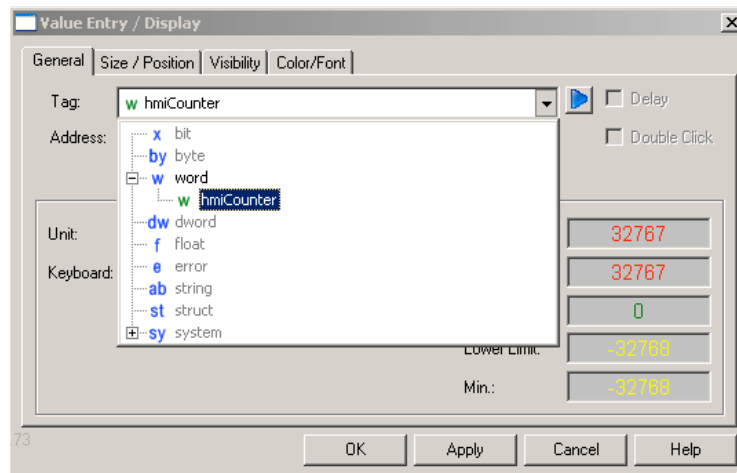 Value Entry / Display
General Size / Position Visibility Color/Font
Tag: w hmiCounter Delay
Address: Double Click
x bit
by byte
w word
w hmiCounter
dw dword
f float
e error
ab string
st struct
sy system
Unit: 32767
Keyboard: 32767
0
Lower Limit: -32768
Min.: -32768
.73
OK Apply Cancel Help